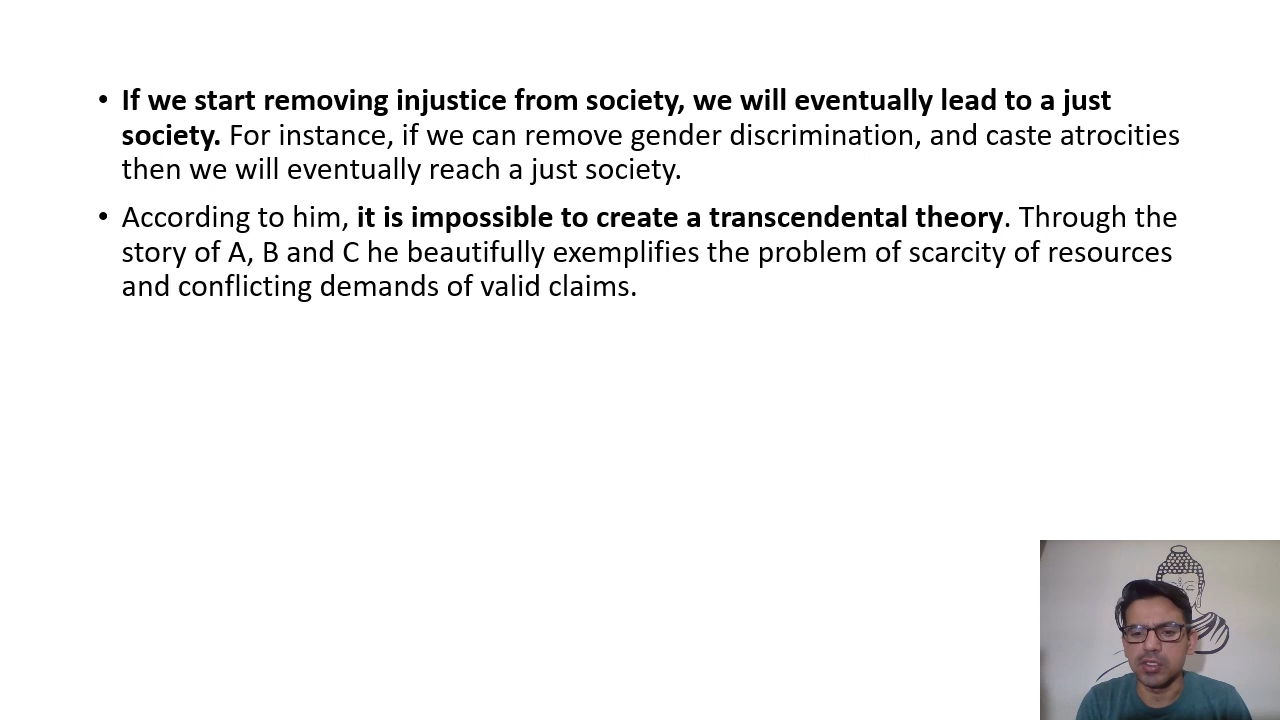 • If we start removing injustice from society, we will eventually lead to a just
society. For instance, if we can remove gender discrimination, and caste atrocities
then we will eventually reach a just society.
• According to him, it is impossible to create a transcendental theory. Through the
story of A, B and C he beautifully exemplifies the problem of scarcity of resources
and conflicting demands of valid claims.